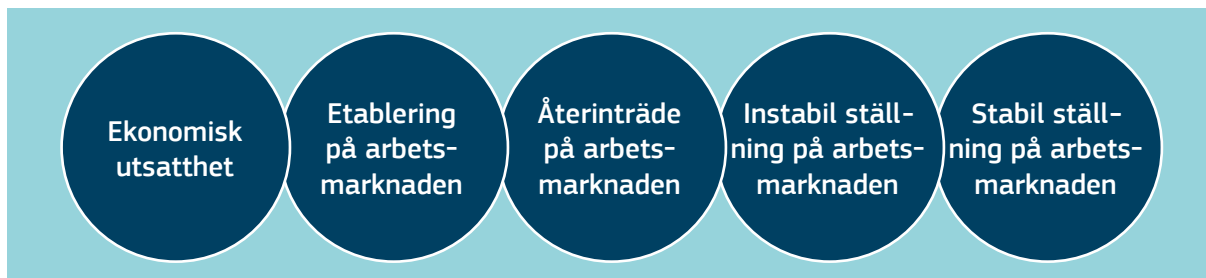 Ekonomisk
utsatthet
Etablering
på arbets-
marknaden
Återinträde
på arbets-
marknaden
Instabil ställ-
ning på arbets-
marknaden
Stabil ställ-
ning på arbets-
marknaden